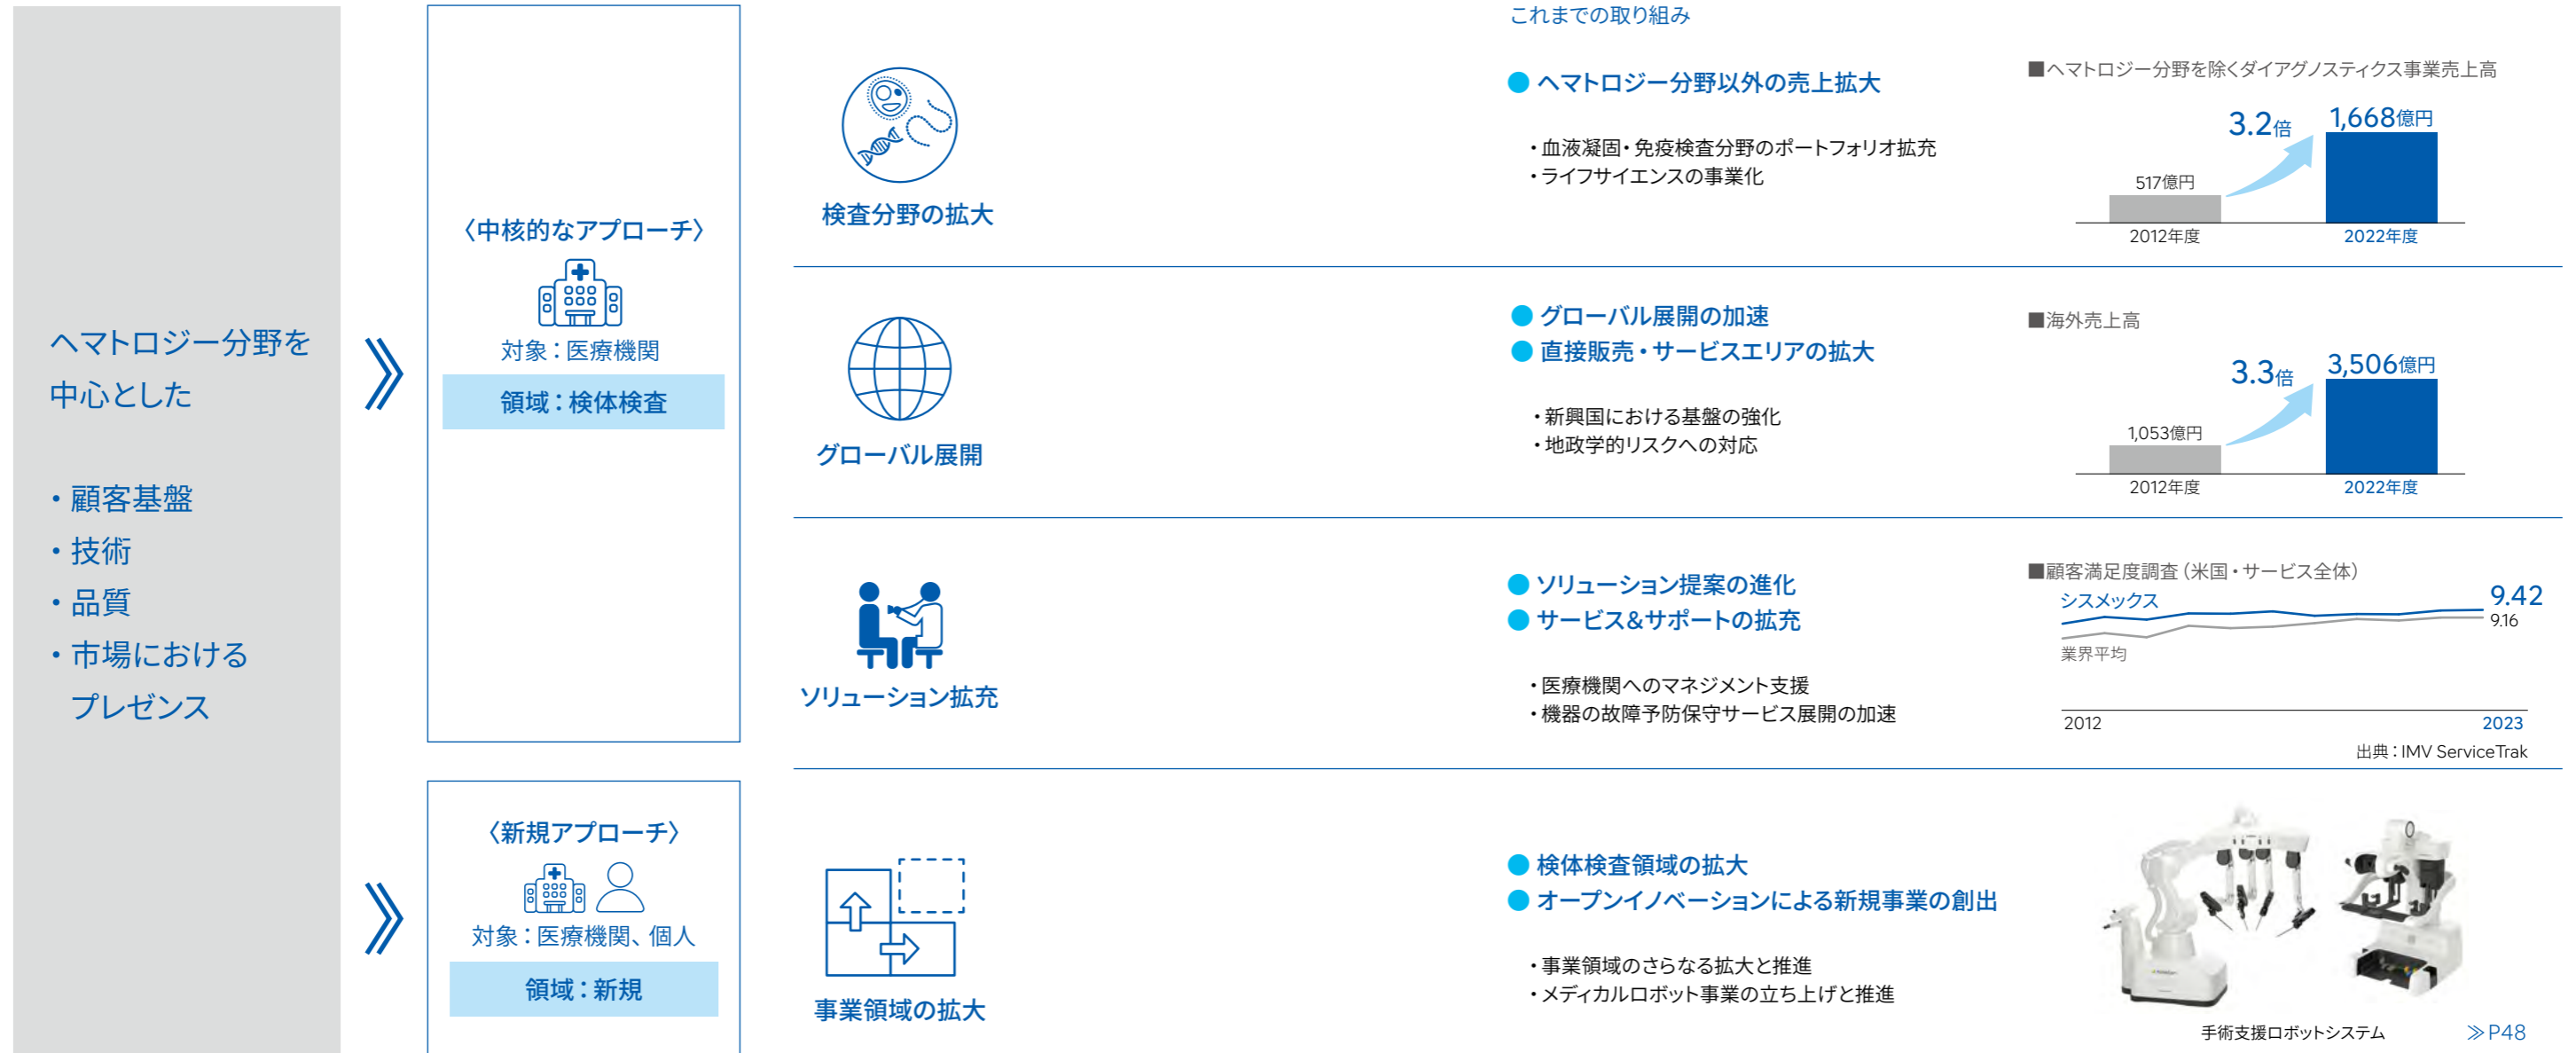 ヘマトロジー分野を
中心とした
・顧客基盤
・技術
・品質
・市場における
プレゼンス
〈中核的なアプローチ〉
対象：医療機関
領域：検体検査
〈新規アプローチ〉
対象：医療機関、個人
領域：新規
これまでの取り組み
検査分野の拡大
● ヘマトロジー分野以外の売上拡大
・血液凝固・免疫検査分野のポートフォリオ拡充
・ライフサイエンスの事業化
■ヘマトロジー分野を除くダイアグノスティクス事業売上高
3.2倍
1,668億円
517億円
2012年度
2022年度
グローバル展開
● グローバル展開の加速
● 直接販売・サービスエリアの拡大
・新興国における基盤の強化
・地政学的リスクへの対応
■海外売上高
3.3倍
3,506億円
1,053億円
2012年度
2022年度
ソリューション拡充
● ソリューション提案の進化
● サービス&サポートの拡充
・医療機関へのマネジメント支援
・機器の故障予防保守サービス展開の加速
■顧客満足度調査（米国・サービス全体）
シスメックス
9.42
9.16
業界平均
2012
2023
出典：IMV ServiceTrak
事業領域の拡大
● 検体検査領域の拡大
● オープンイノベーションによる新規事業の創出
・事業領域のさらなる拡大と推進
・メディカルロボット事業の立ち上げと推進
手術支援ロボットシステム
≫P48